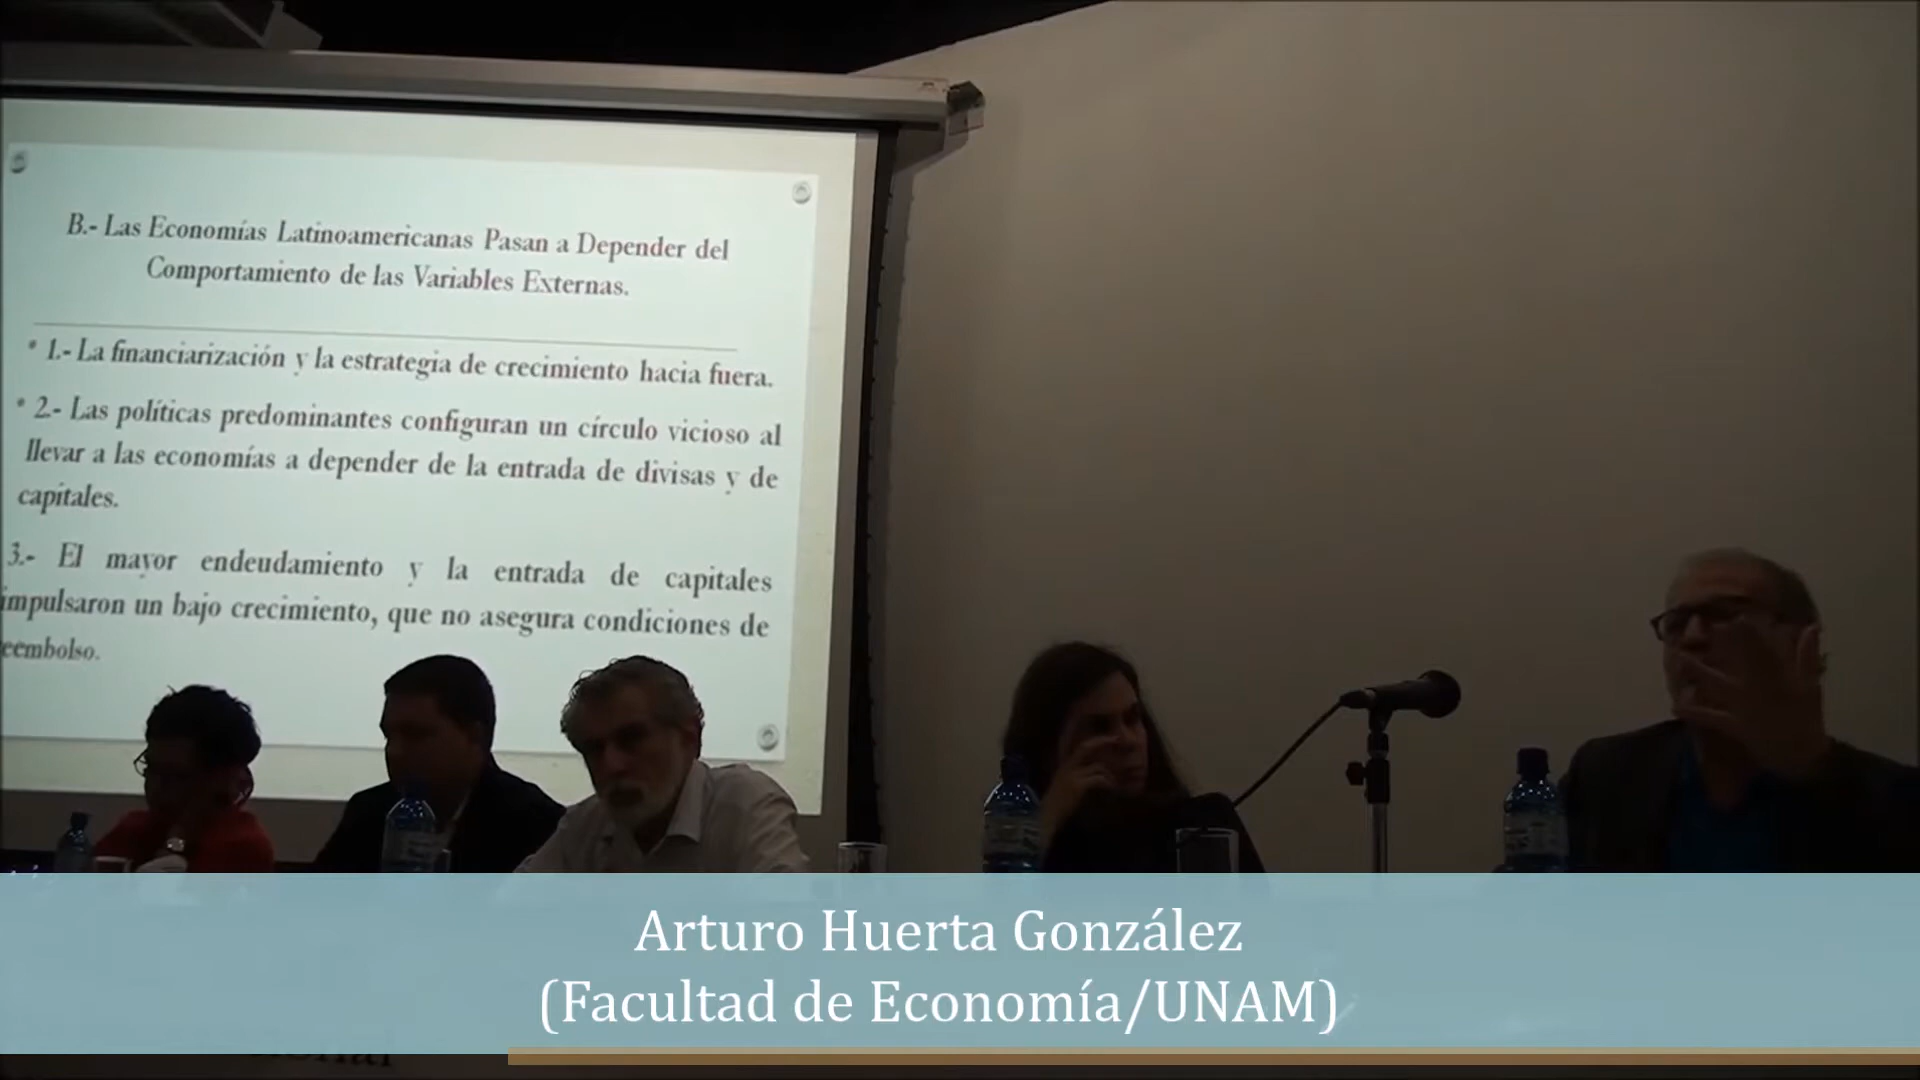 B.- Las Economías Latinoamericanas Pasan a Depender del
Comportamiento de las Variables Externas.
* 1.- La financiarización y la estrategia de crecimiento hacia fuera.
* 2.- Las políticas predominantes configuran un círculo vicioso al
llevar a las economías a depender de la entrada de divisas y de
capitales.
3.- El mayor endeudamiento y la entrada de capitales
impulsaron un bajo crecimiento, que no asegura condiciones de
eembolso.
Arturo Huerta González
(Facultad de Economía/UNAM)